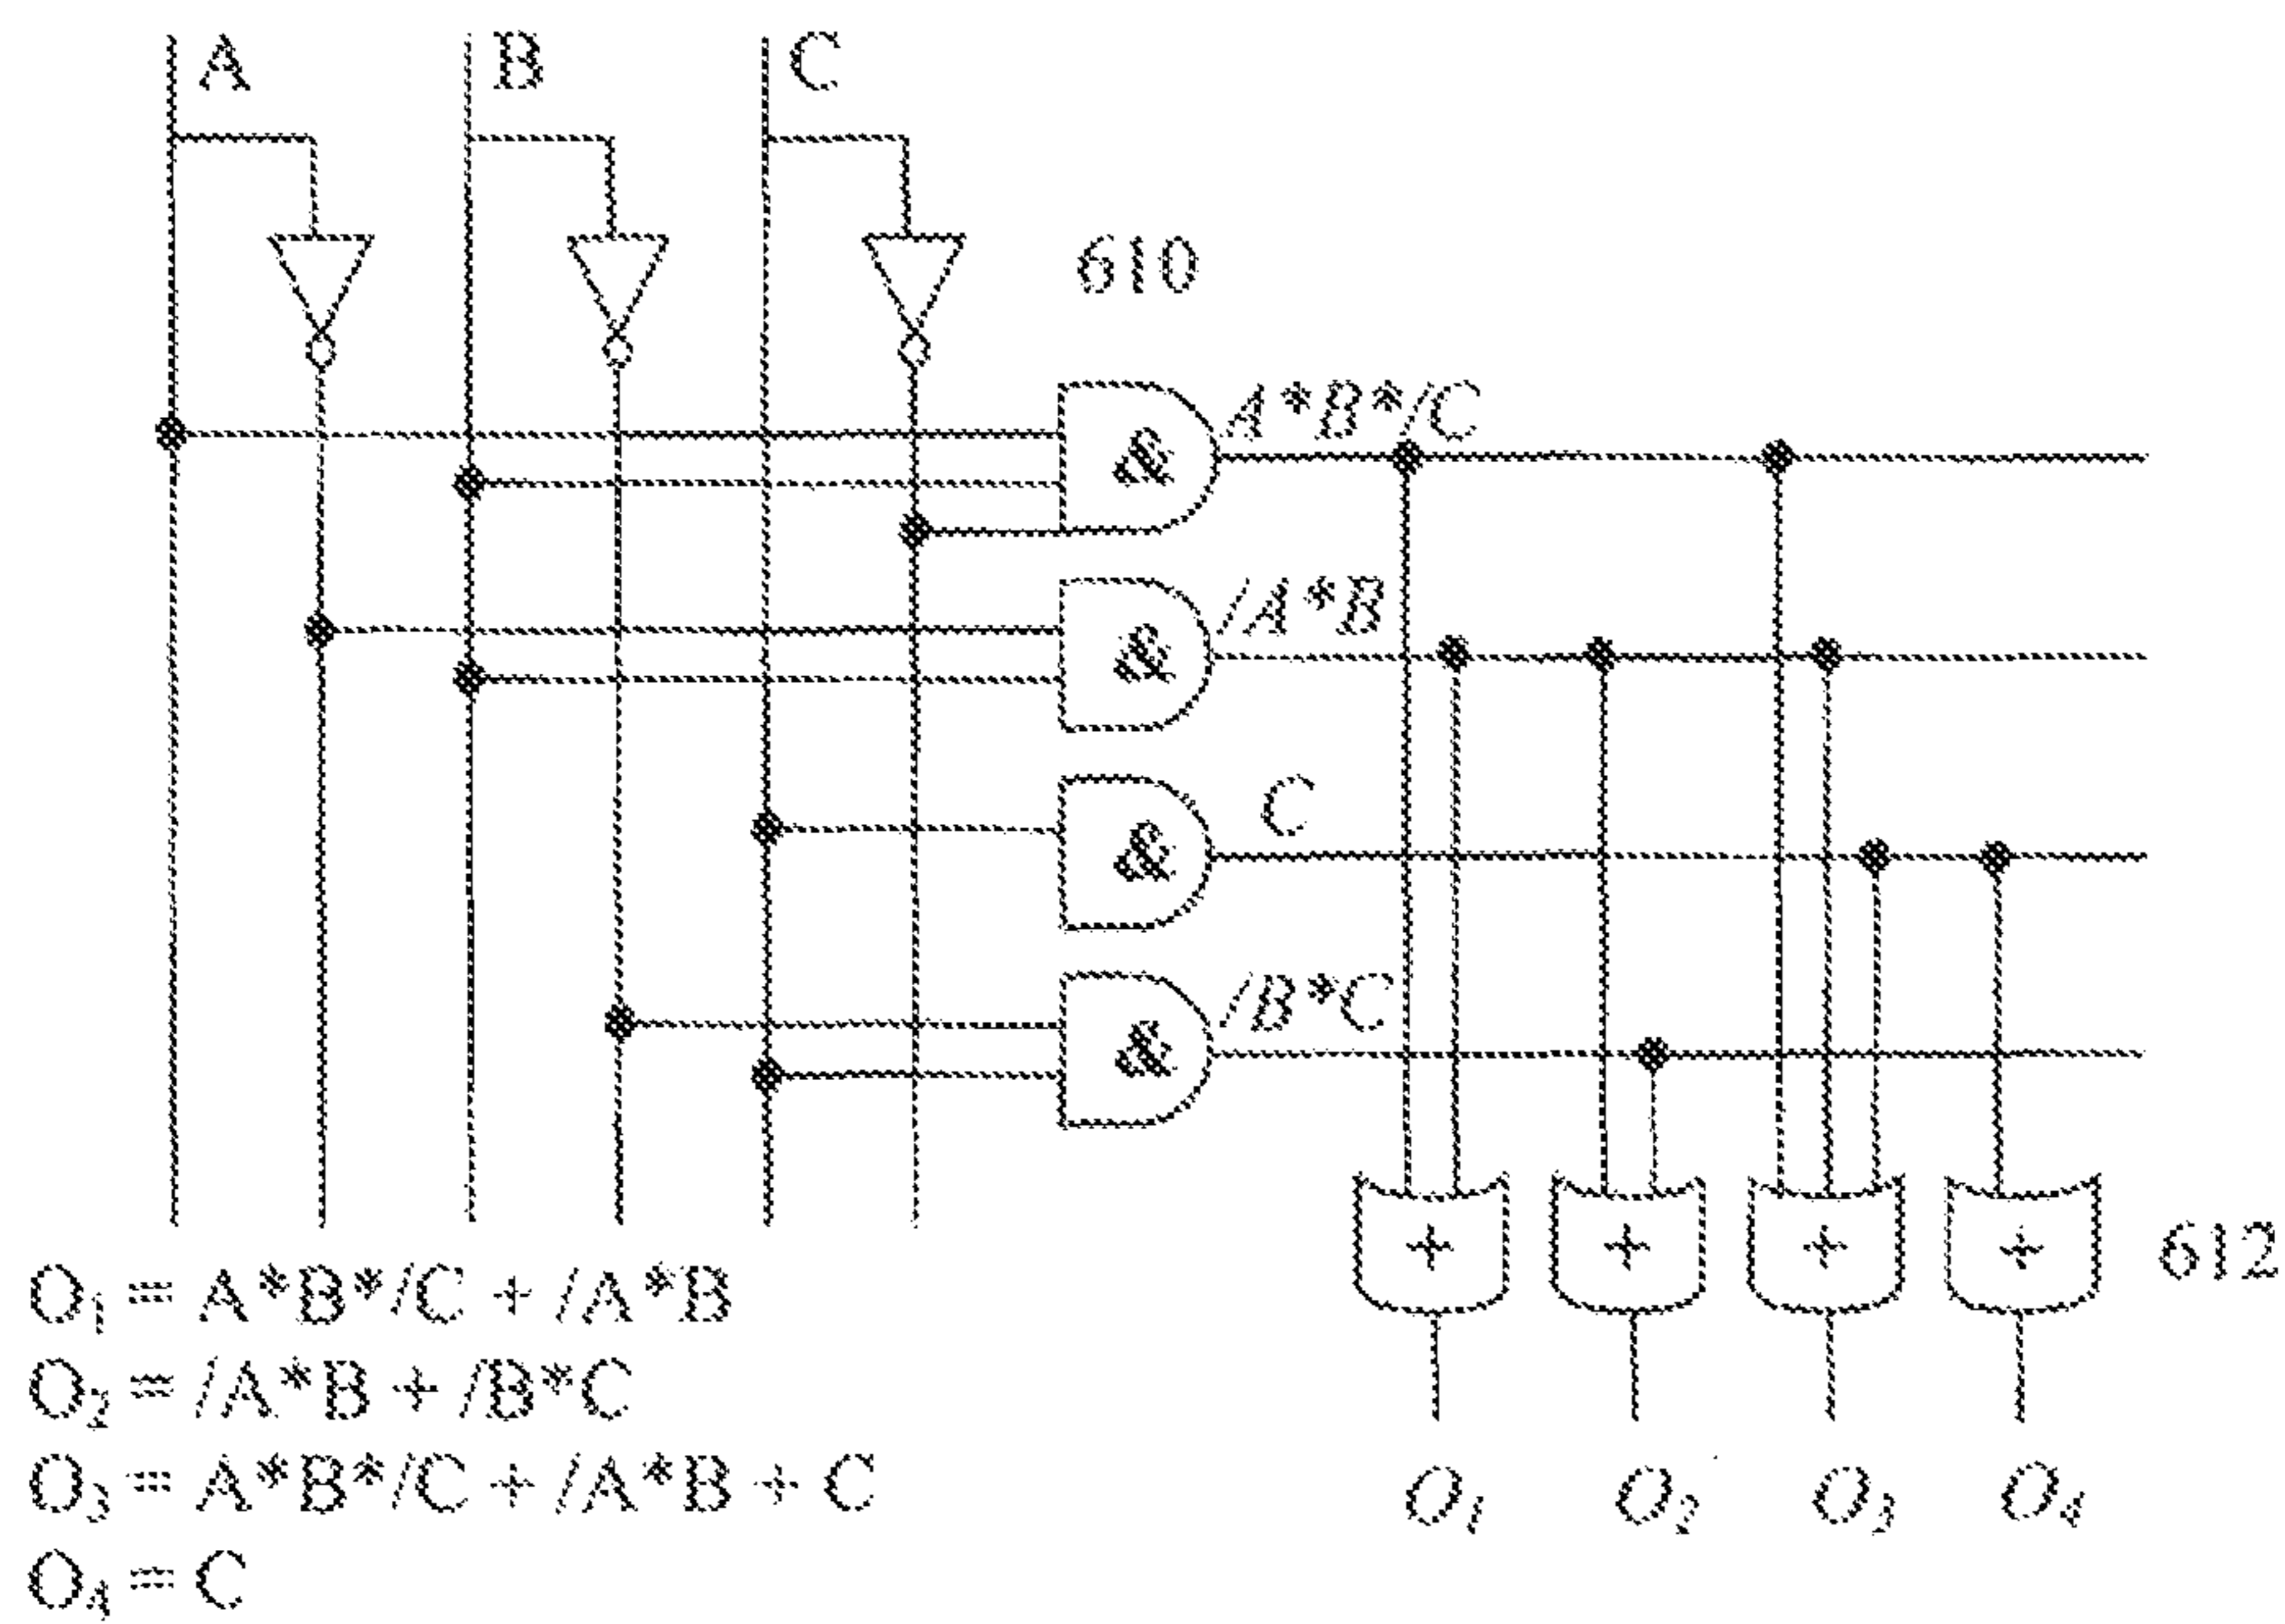 A B C
610
A*B*/C
&
/A*B
&
C
&
/B*C
&
+ + + +
612
O₁ = A*B*/C + /A*B
O₂ = /A*B + /B*C
O₃ = A*B*/C + /A*B + C
O₄ = C
O₁ O₂ O₃ O₄